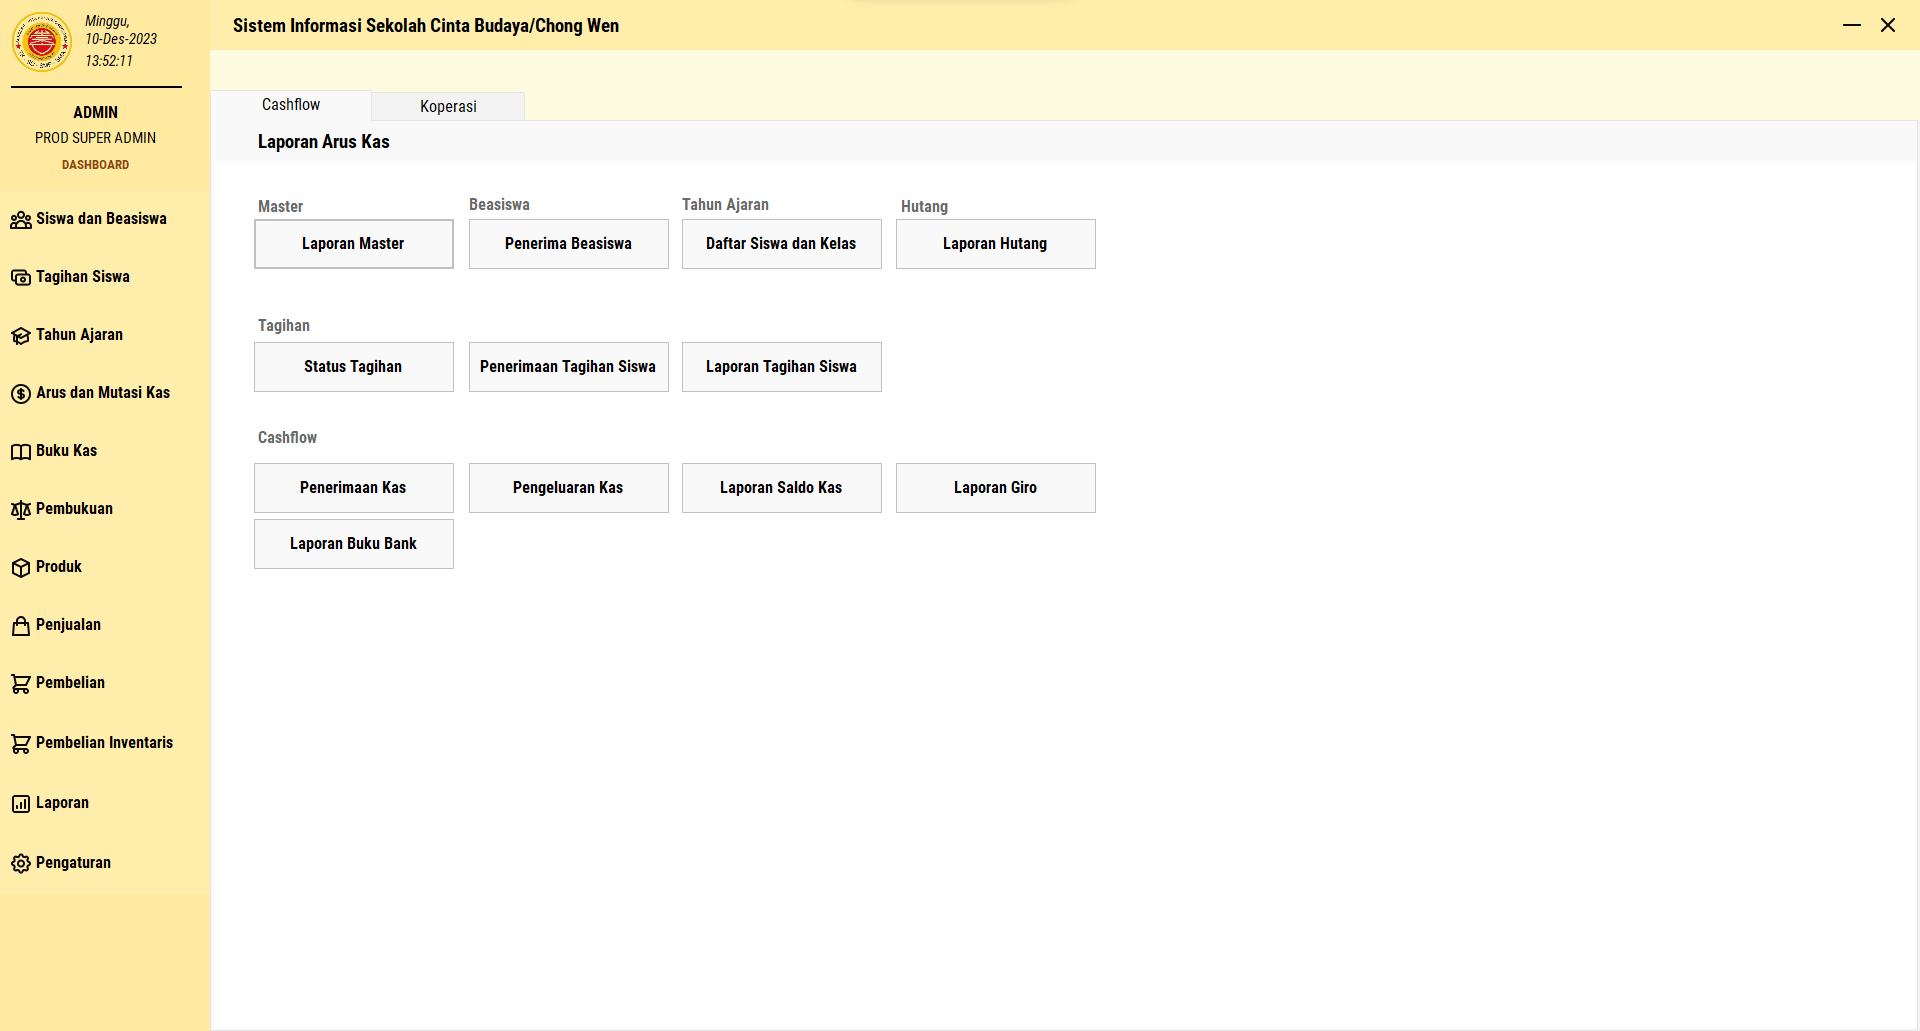 Minggu,
10-Des-2023
13:52:11
ADMIN
PROD SUPER ADMIN
DASHBOARD
Siswa dan Beasiswa
Tagihan Siswa
Tahun Ajaran
Arus dan Mutasi Kas
Buku Kas
Pembukuan
Produk
Penjualan
Pembelian
Pembelian Inventaris
Laporan
Pengaturan
Sistem Informasi Sekolah Cinta Budaya/Chong Wen
Cashflow
Koperasi
Laporan Arus Kas
Master
Beasiswa
Tahun Ajaran
Hutang
Laporan Master
Penerima Beasiswa
Daftar Siswa dan Kelas
Laporan Hutang
Tagihan
Status Tagihan
Penerimaan Tagihan Siswa
Laporan Tagihan Siswa
Cashflow
Penerimaan Kas
Pengeluaran Kas
Laporan Saldo Kas
Laporan Giro
Laporan Buku Bank